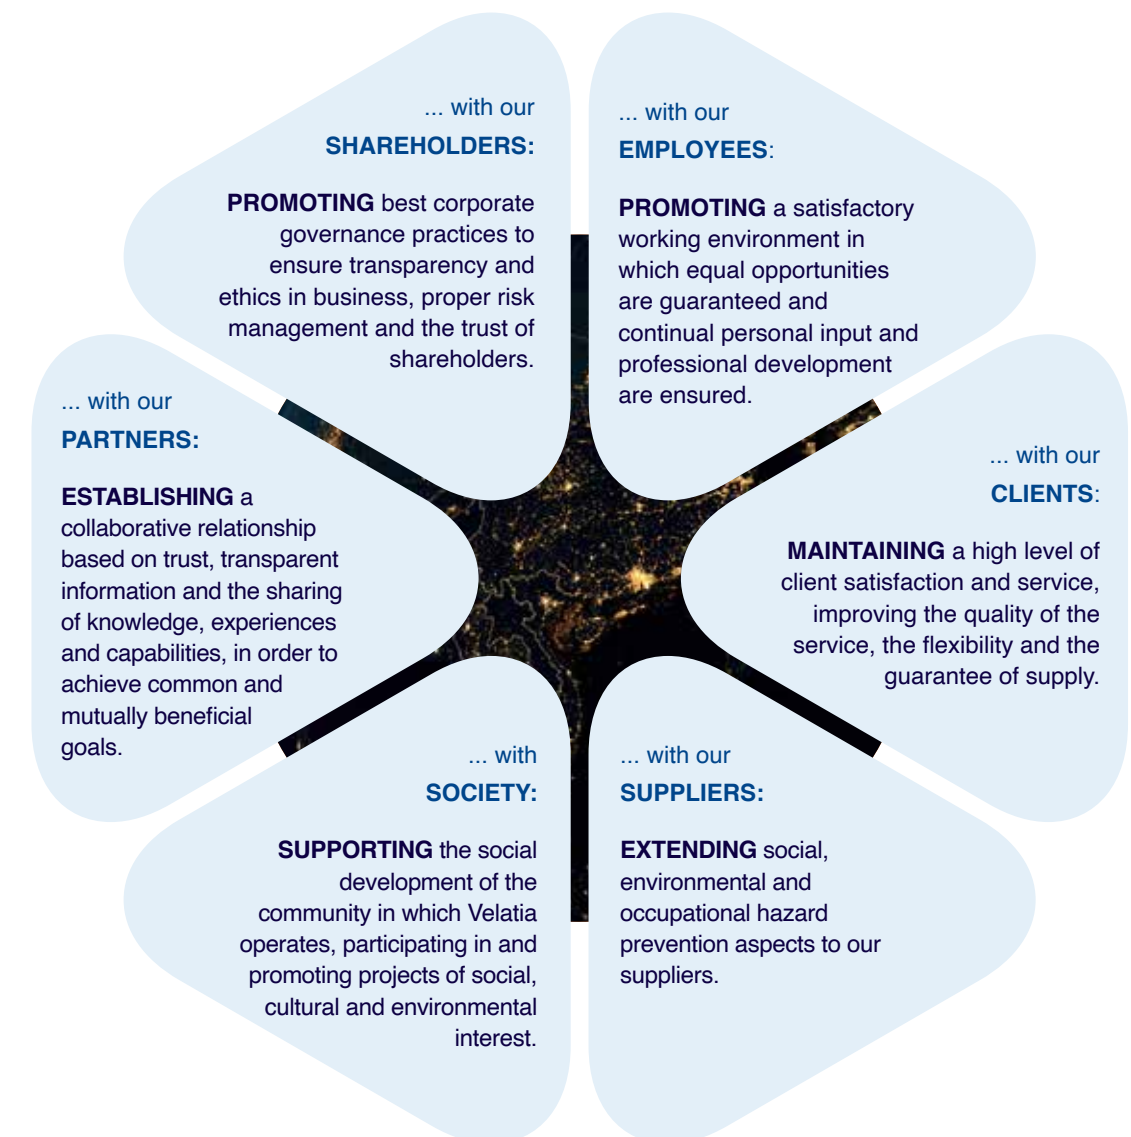 ... with our
SHAREHOLDERS:
PROMOTING best corporate
governance practices to
ensure transparency and
ethics in business, proper risk
management and the trust of
shareholders.
... with our
EMPLOYEES:
PROMOTING a satisfactory
working environment in
which equal opportunities
are guaranteed and
continual personal input and
professional development
are ensured.
... with our
PARTNERS:
ESTABLISHING a
collaborative relationship
based on trust, transparent
information and the sharing
of knowledge, experiences
and capabilities, in order to
achieve common and
mutually beneficial
goals.
... with our
CLIENTS:
MAINTAINING a high level of
client satisfaction and service,
improving the quality of the
service, the flexibility and the
guarantee of supply.
... with
SOCIETY:
SUPPORTING the social
development of the
community in which Velatia
operates, participating in and
promoting projects of social,
cultural and environmental
interest.
... with our
SUPPLIERS:
EXTENDING social,
environmental and
occupational hazard
prevention aspects to our
suppliers.